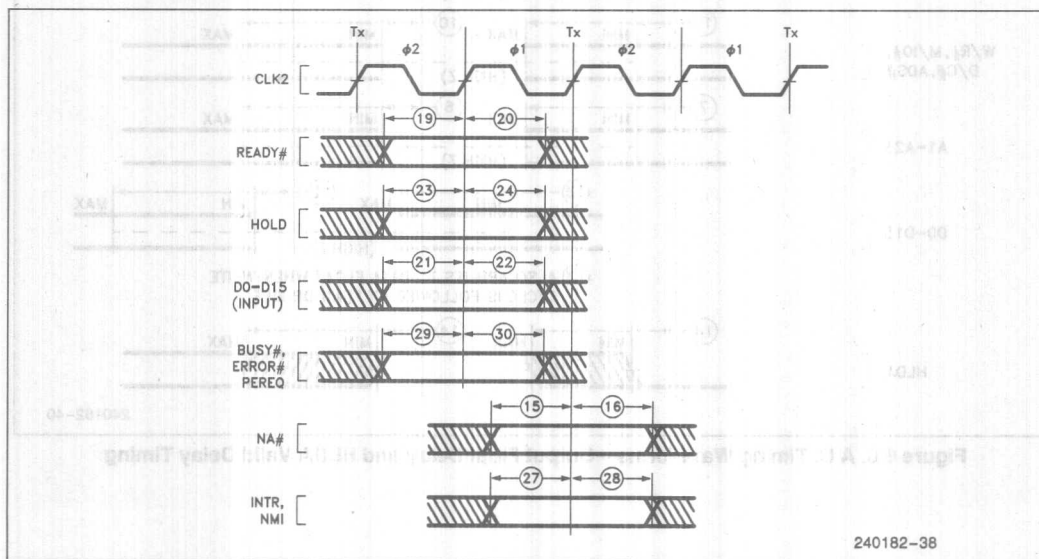 Tx Tx Tx
φ2 φ1 φ2 φ1
CLK2
19 20
READY#
23 24
HOLD
21 22
D0-D15
(INPUT)
29 30
BUSY#,
ERROR#
PEREQ
15 16
NA#
27 28
INTR,
NMI
240182-38